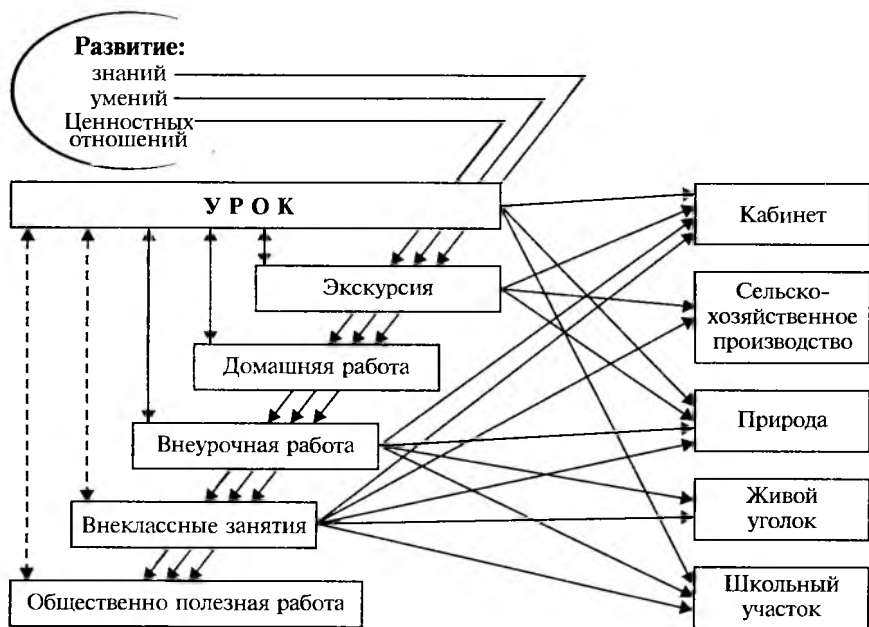 Развитие:
знаний
умений
Ценностных
отношений
УРОК
Кабинет
Экскурсия
Сельско-
хозяйственное
производство
Домашняя работа
Природа
Внеурочная работа
Живой
уголок
Внеклассные занятия
Школьный
участок
Общественно полезная работа